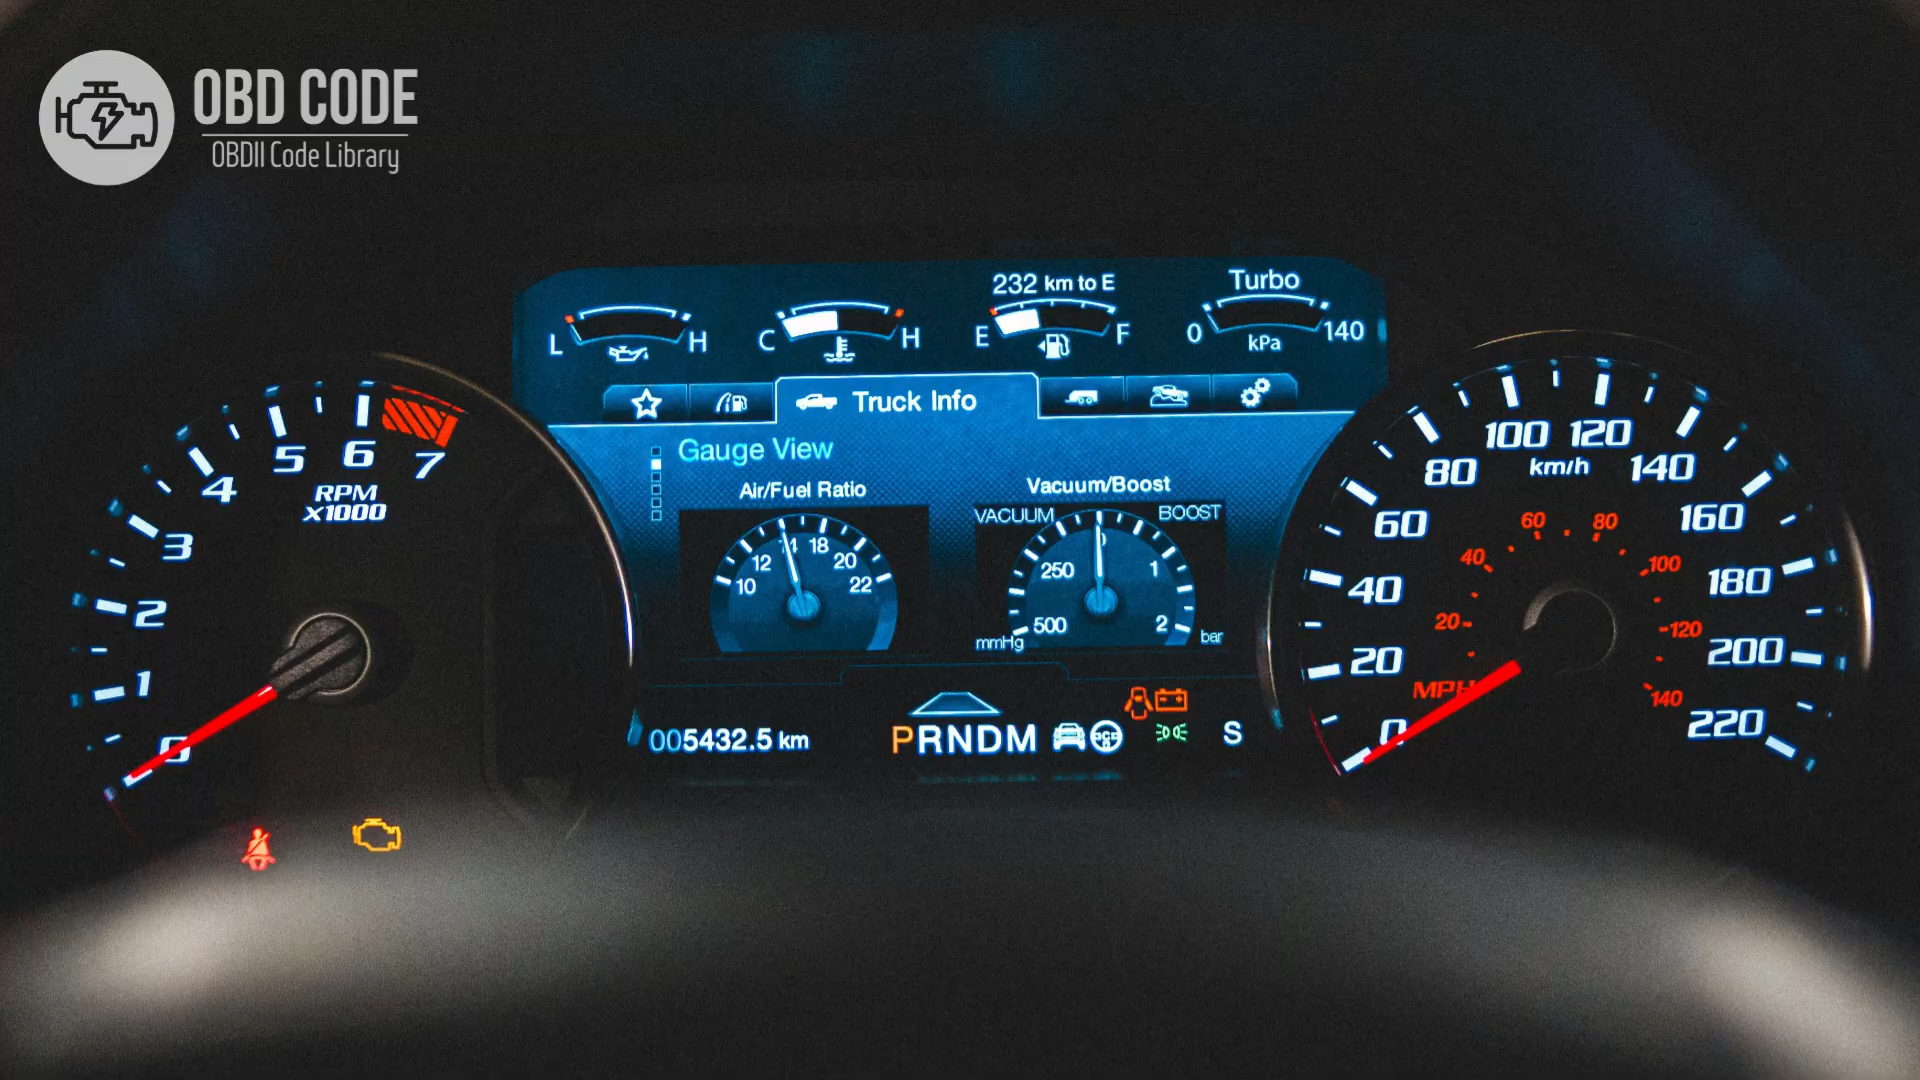 OBD CODE
OBDII Code Library
232 km to E
Turbo
L H
C H
E F
0 140
kPa
Truck Info
Gauge View
Air/Fuel Ratio
10 12 14 18 20 22
Vacuum/Boost
VACUUM BOOST
500 250 0 1 2
mmHg bar
0 1 2 3 4 5 6 7
RPM
X1000
0 20 40 60 80 100 120 140 160 180 200 220
km/h
20 40 60 80 100 120 140
MPH
005432.5 km
PRNDM
S